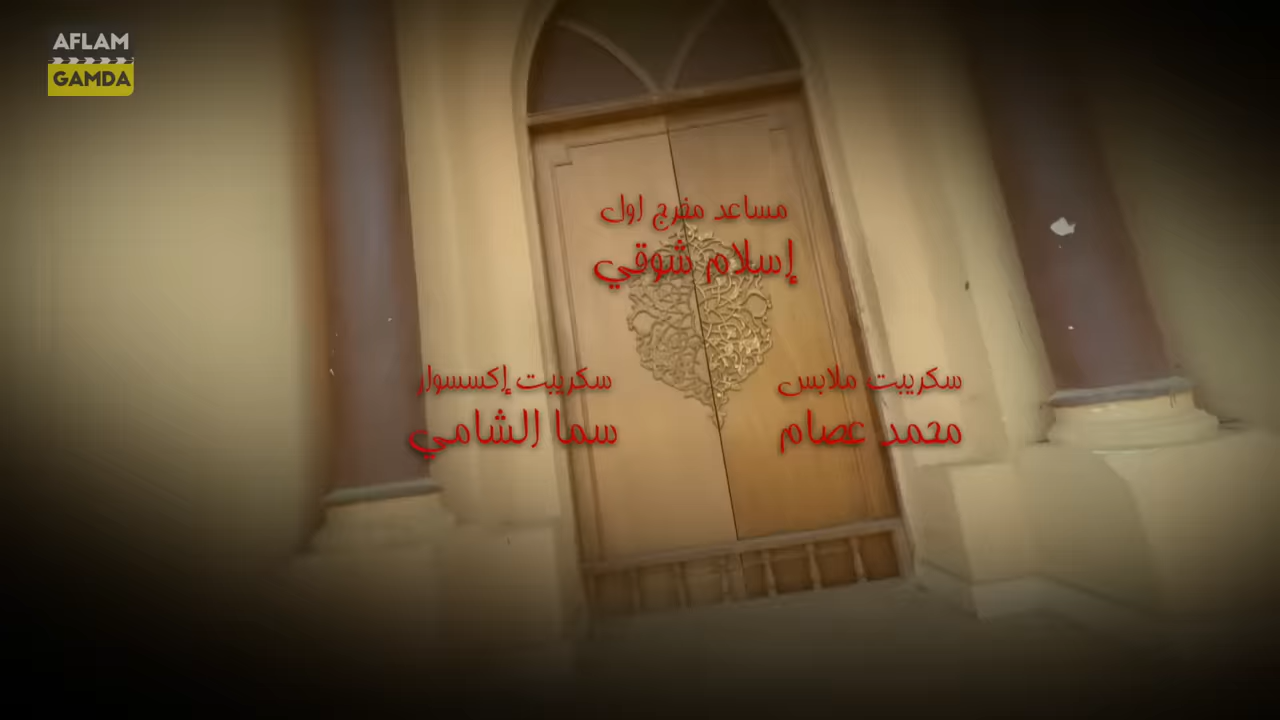 AFLAM
GAMDA
مساعد مخرج اول
إسلام شوقي
سكريبت ملابس
محمد عصام
سكريبت إكسسوار
سما الشامي